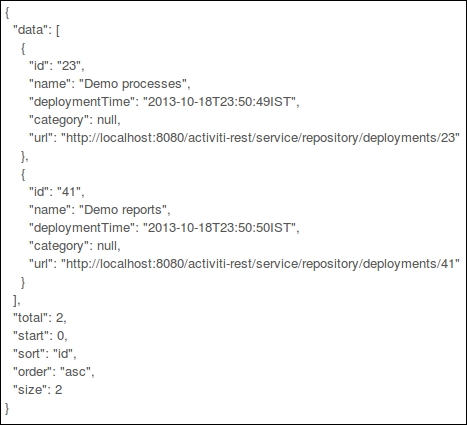 {
"data": [
{
"id": "23",
"name": "Demo processes",
"deploymentTime": "2013-10-18T23:50:49IST",
"category": null,
"url": "http://localhost:8080/activiti-rest/service/repository/deployments/23"
},
{
"id": "41",
"name": "Demo reports",
"deploymentTime": "2013-10-18T23:50:50IST",
"category": null,
"url": "http://localhost:8080/activiti-rest/service/repository/deployments/41"
}
],
"total": 2,
"start": 0,
"sort": "id",
"order": "asc",
"size": 2
}